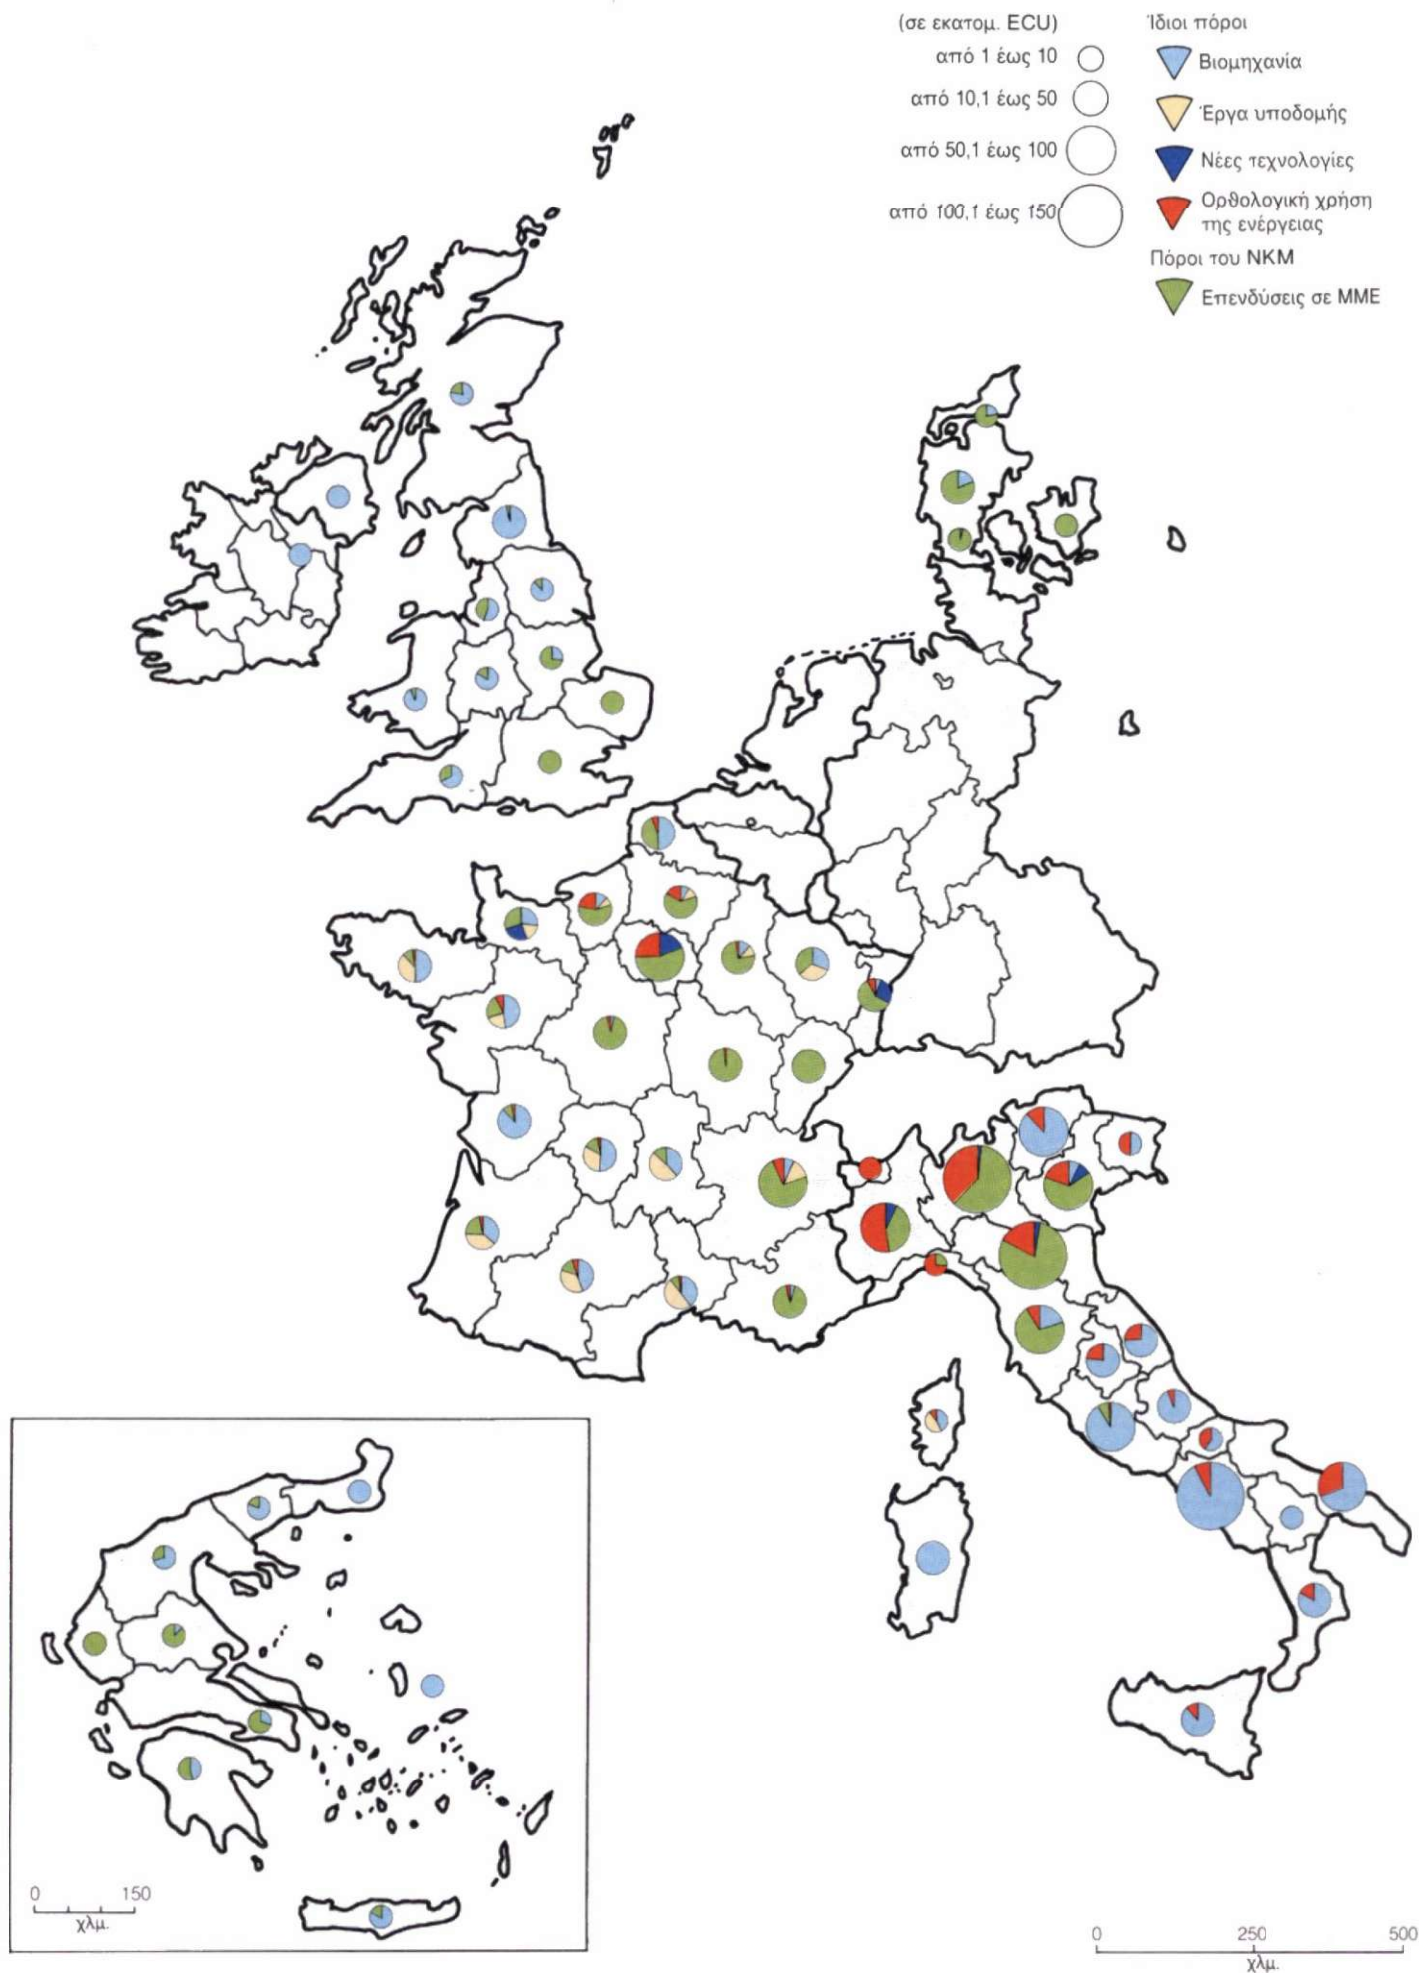 (σε εκατομ. ECU)
από 1 έως 10
από 10,1 έως 50
από 50,1 έως 100
από 100,1 έως 150
Ίδιοι πόροι
Βιομηχανία
Έργα υποδομής
Νέες τεχνολογίες
Ορθολογική χρήση
της ενέργειας
Πόροι του ΝΚΜ
Επενδύσεις σε ΜΜΕ
0 150
χλμ.
0 250 500
χλμ.